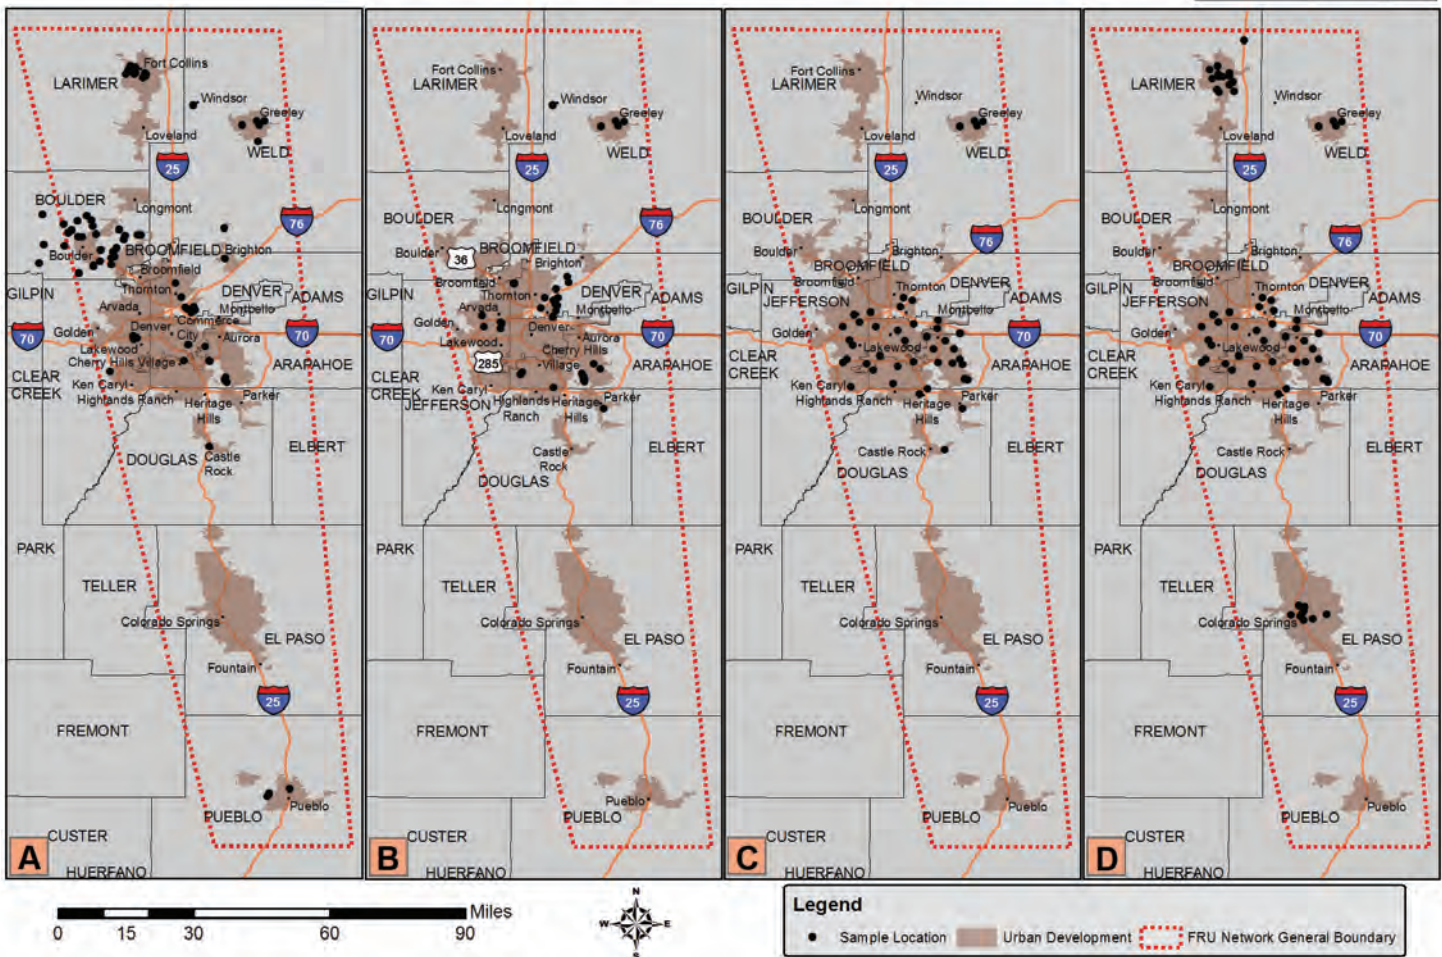 Fort Collins
LARIMER
Windsor
Greeley
Loveland
WELD
25
BOULDER
Longmont
76
Boulder
BROOMFIELD
Brighton
Broomfield
GILPIN
Thornton
DENVER
ADAMS
Arvada
Montbello
Commerce
City
70
Golden
Denver
Aurora
70
Lakewood
Cherry Hills Village
ARAPAHOE
CLEAR
CREEK
Ken Caryl
Highlands Ranch
Parker
Heritage
Hills
ELBERT
Castle
Rock
DOUGLAS
PARK
TELLER
Colorado Springs
EL PASO
Fountain
25
FREMONT
Pueblo
PUEBLO
CUSTER
HUERFANO
A
Fort Collins
LARIMER
Windsor
Greeley
Loveland
WELD
25
Longmont
BOULDER
76
Boulder
36
BROOMFIELD
Brighton
Broomfield
GILPIN
Thornton
DENVER
ADAMS
Arvada
Montbello
70
Golden
Denver
70
Lakewood
Aurora
Cherry Hills
Village
285
ARAPAHOE
CLEAR
CREEK
Ken Caryl
JEFFERSON
Highlands
Ranch
Heritage
Hills
Parker
ELBERT
Castle
Rock
DOUGLAS
PARK
TELLER
Colorado Springs
EL PASO
Fountain
25
FREMONT
Pueblo
PUEBLO
CUSTER
HUERFANO
B
Fort Collins
LARIMER
Windsor
Greeley
Loveland
WELD
25
Longmont
BOULDER
76
Boulder
Brighton
BROOMFIELD
Broomfield
GILPIN
JEFFERSON
Thornton
DENVER
ADAMS
Montbello
Golden
70
Lakewood
CLEAR
CREEK
ARAPAHOE
Ken Caryl
Highlands Ranch
Parker
Heritage
Hills
Castle Rock
ELBERT
DOUGLAS
PARK
TELLER
Colorado Springs
EL PASO
Fountain
25
FREMONT
Pueblo
PUEBLO
CUSTER
HUERFANO
C
LARIMER
Windsor
Greeley
Loveland
WELD
25
Longmont
BOULDER
76
Boulder
Brighton
BROOMFIELD
Broomfield
GILPIN
JEFFERSON
Thornton
DENVER
ADAMS
Montbello
Golden
70
Lakewood
CLEAR
CREEK
ARAPAHOE
Ken Caryl
Highlands Ranch
Parker
Heritage
Hills
Castle Rock
ELBERT
DOUGLAS
PARK
TELLER
Colorado Springs
EL PASO
Fountain
25
FREMONT
Pueblo
PUEBLO
CUSTER
HUERFANO
D
Miles
0 15 30 60 90
N
W E
S
Legend
Sample Location Urban Development FRU Network General Boundary